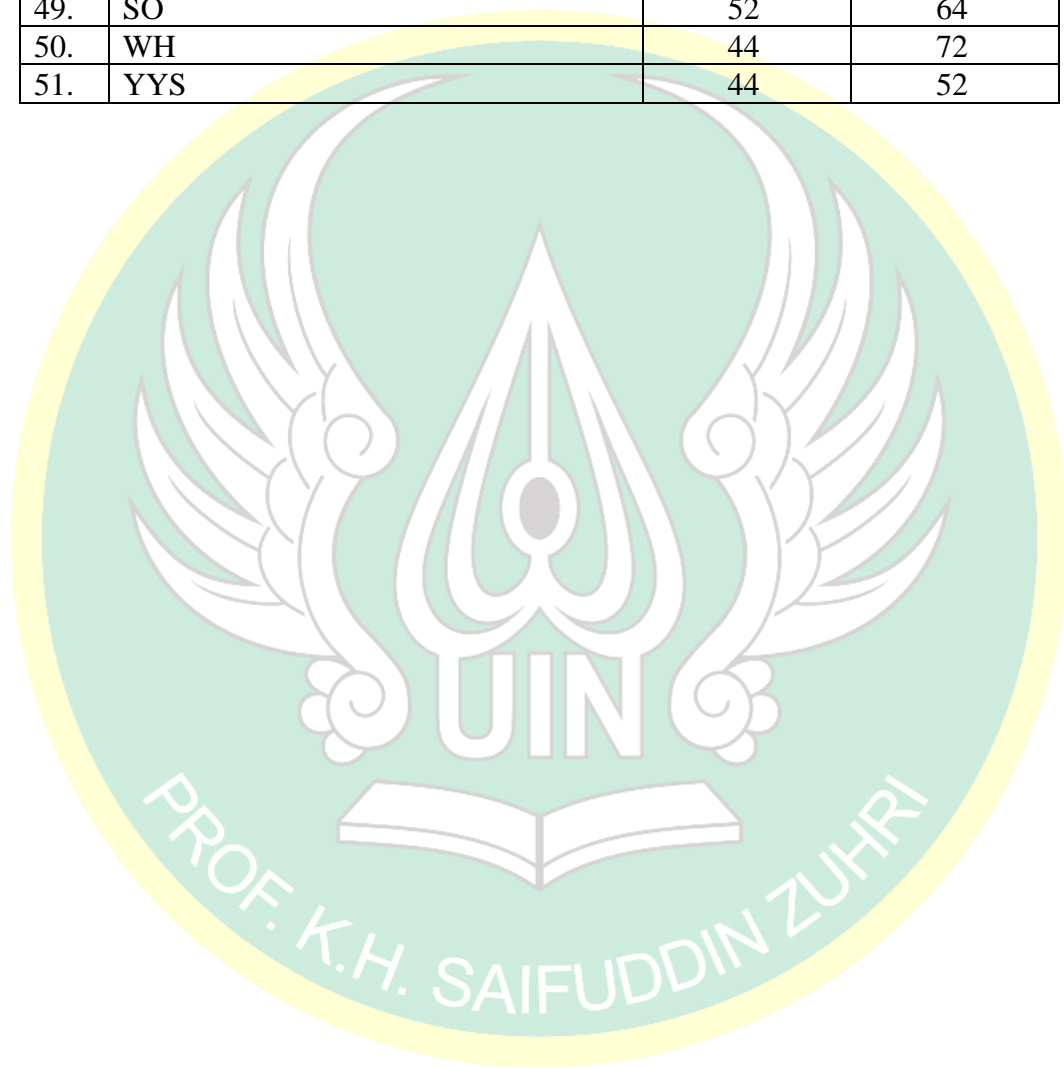 49. SO 52 64
50. WH 44 72
51. YYS 44 52
UIN
PROF. K.H. SAIFUDDIN ZUHRI